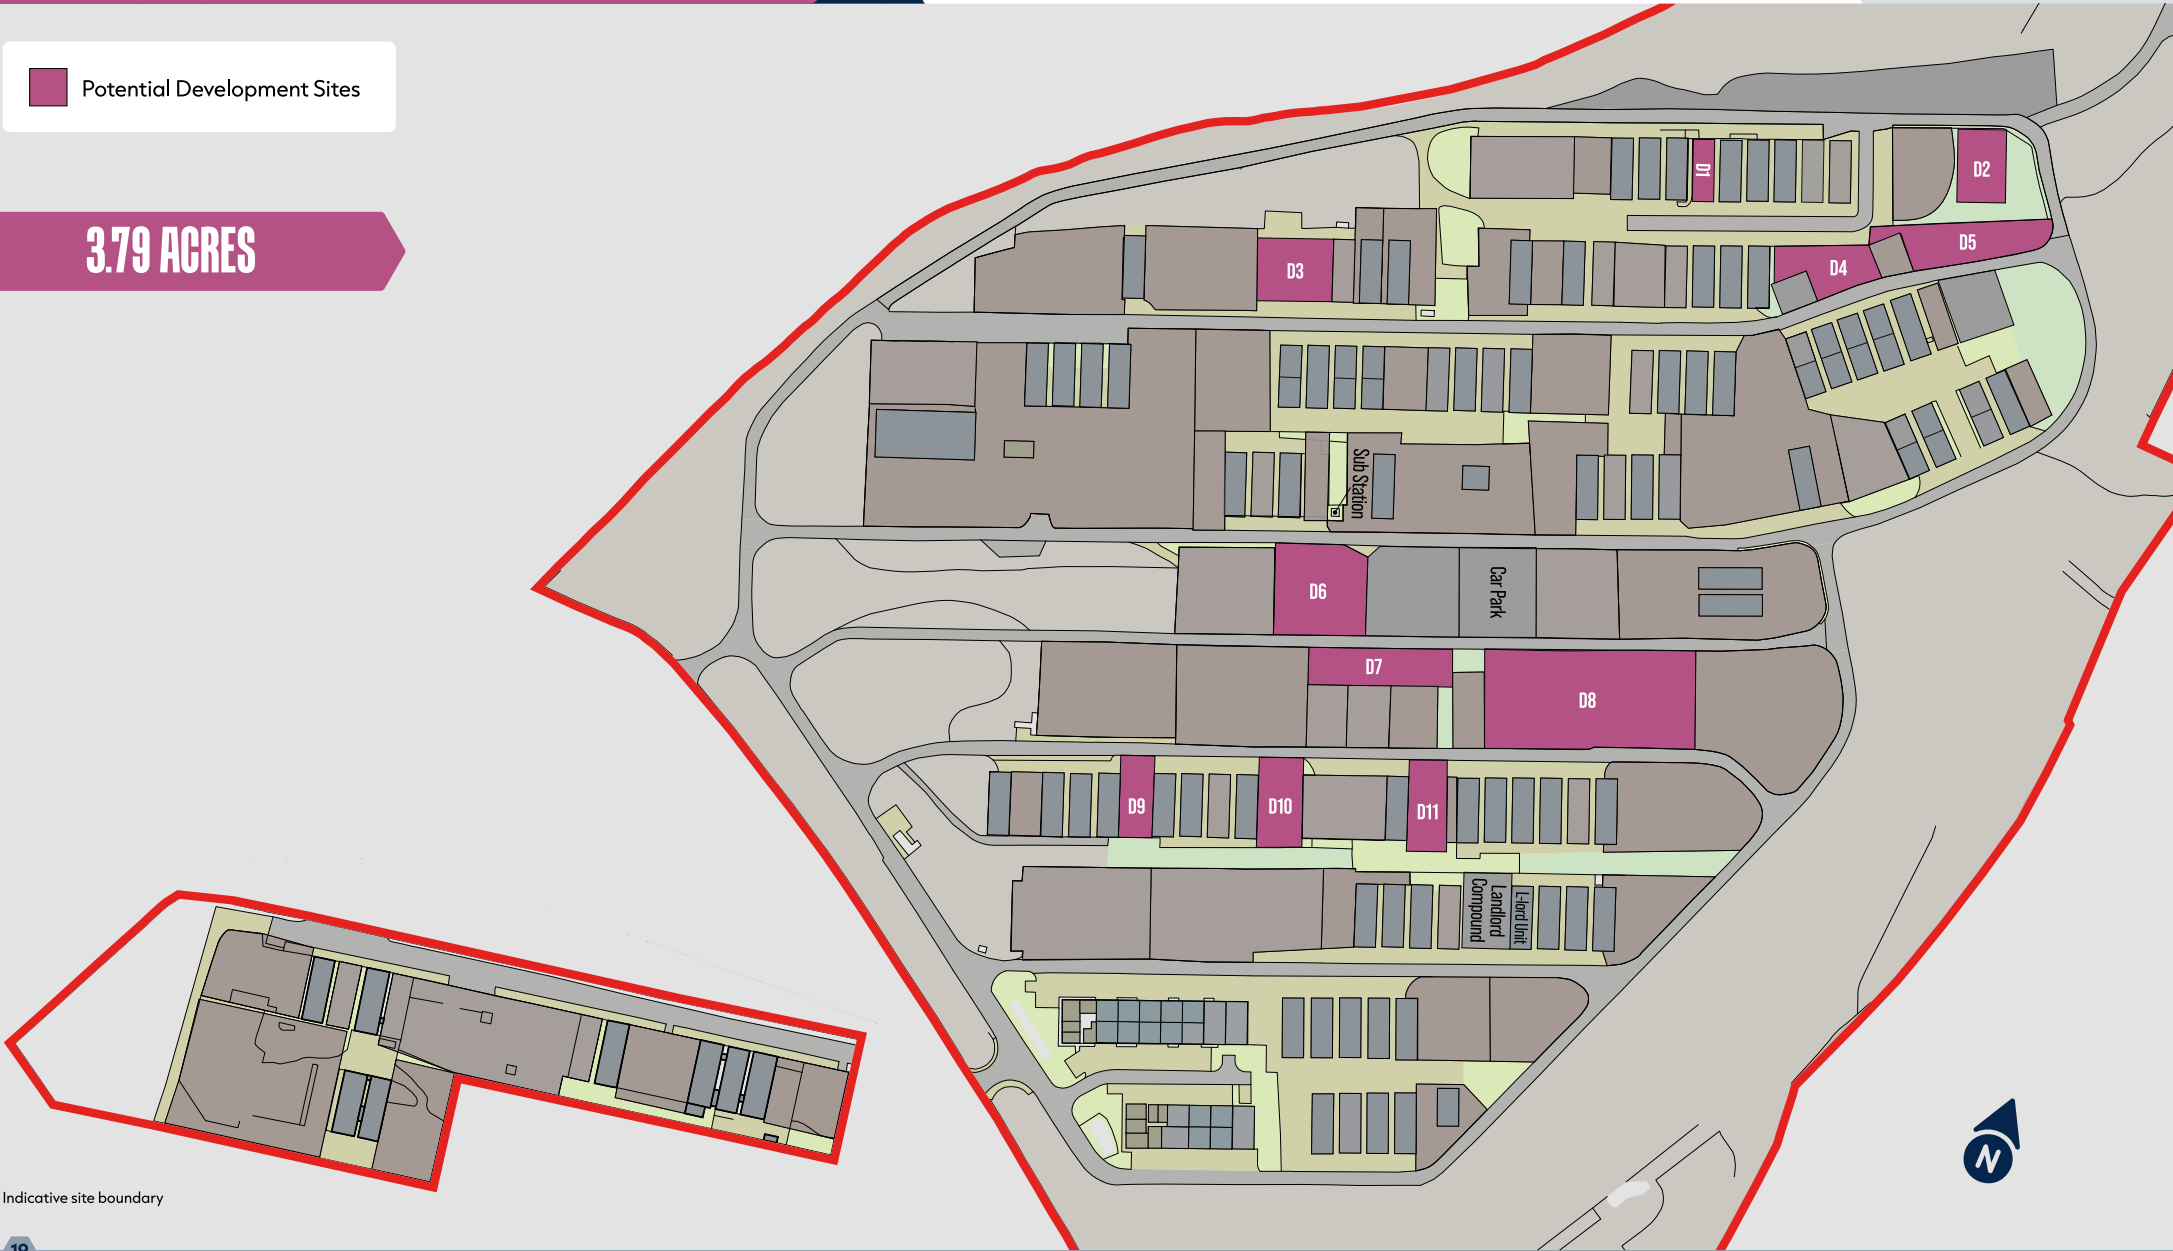 Potential Development Sites
3.79 ACRES
D1
D2
D3
D4
D5
Sub Station
D6
Car Park
D7
D8
D9
D10
D11
Landlord
Compound
L-lord Unit
N
Indicative site boundary
19